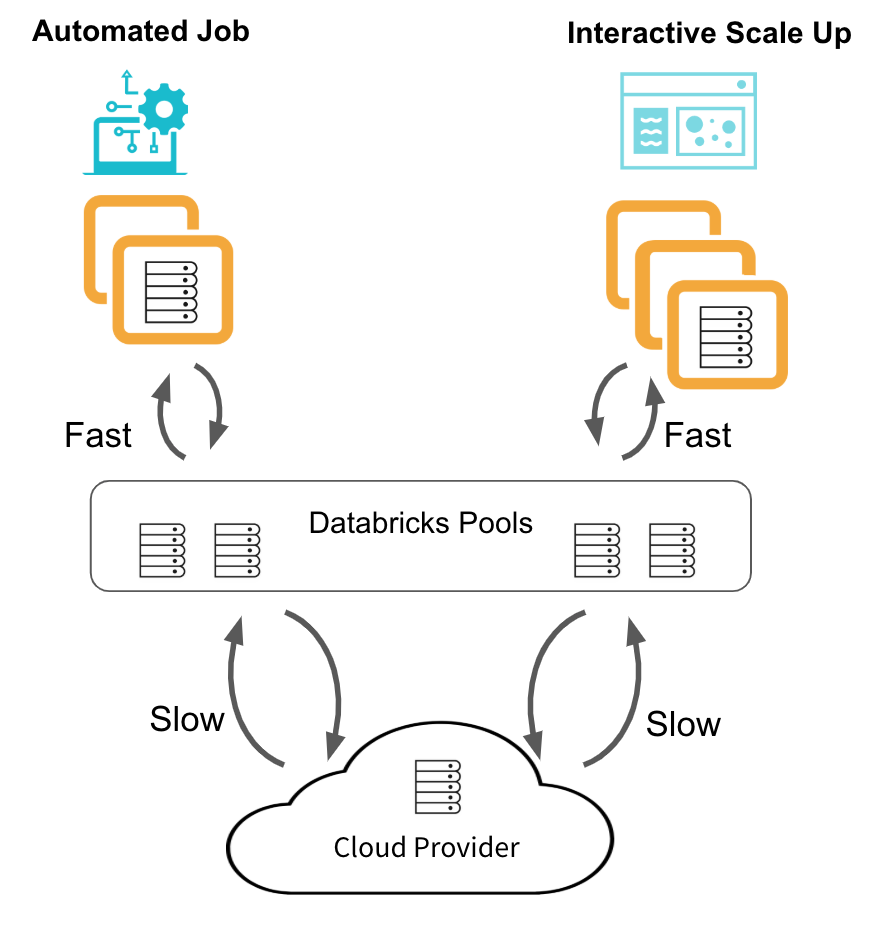 Automated Job
Interactive Scale Up
Fast
Fast
Databricks Pools
Slow
Slow
Cloud Provider